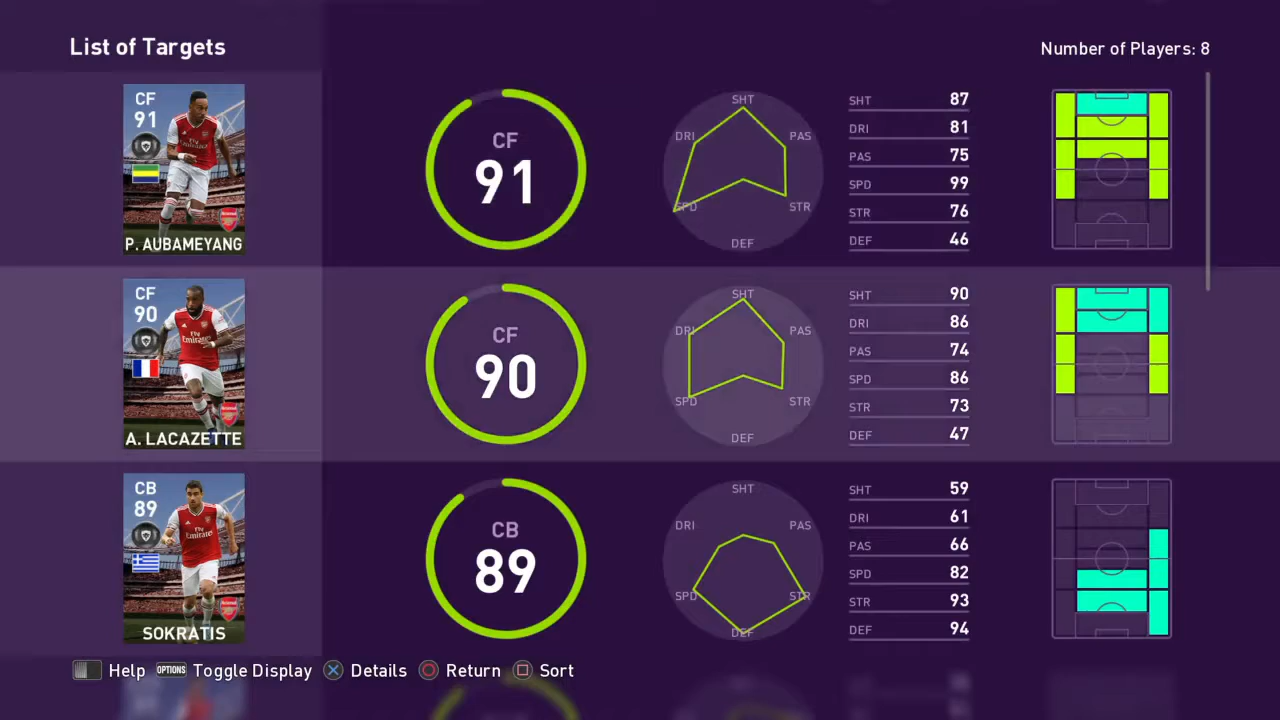 List of Targets
Number of Players: 8
CF
91
P. AUBAMEYANG
CF
91
SHT
PAS
STR
DEF
SPD
DRI
SHT 87
DRI 81
PAS 75
SPD 99
STR 76
DEF 46
CF
90
A. LACAZETTE
CF
90
SHT
PAS
STR
DEF
SPD
DRI
SHT 90
DRI 86
PAS 74
SPD 86
STR 73
DEF 47
CB
89
SOKRATIS
CB
89
SHT
PAS
STR
DEF
SPD
DRI
SHT 59
DRI 61
PAS 66
SPD 82
STR 93
DEF 94
Help OPTIONS Toggle Display Details Return Sort